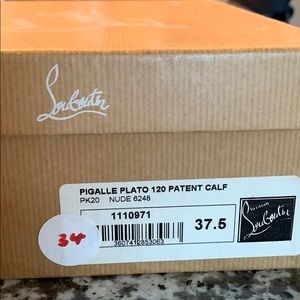 Louboutin
PIGALLE PLATO 120 PATENT CALF
PK20 NUDE 6248
1110971
37.5
34
Louboutin